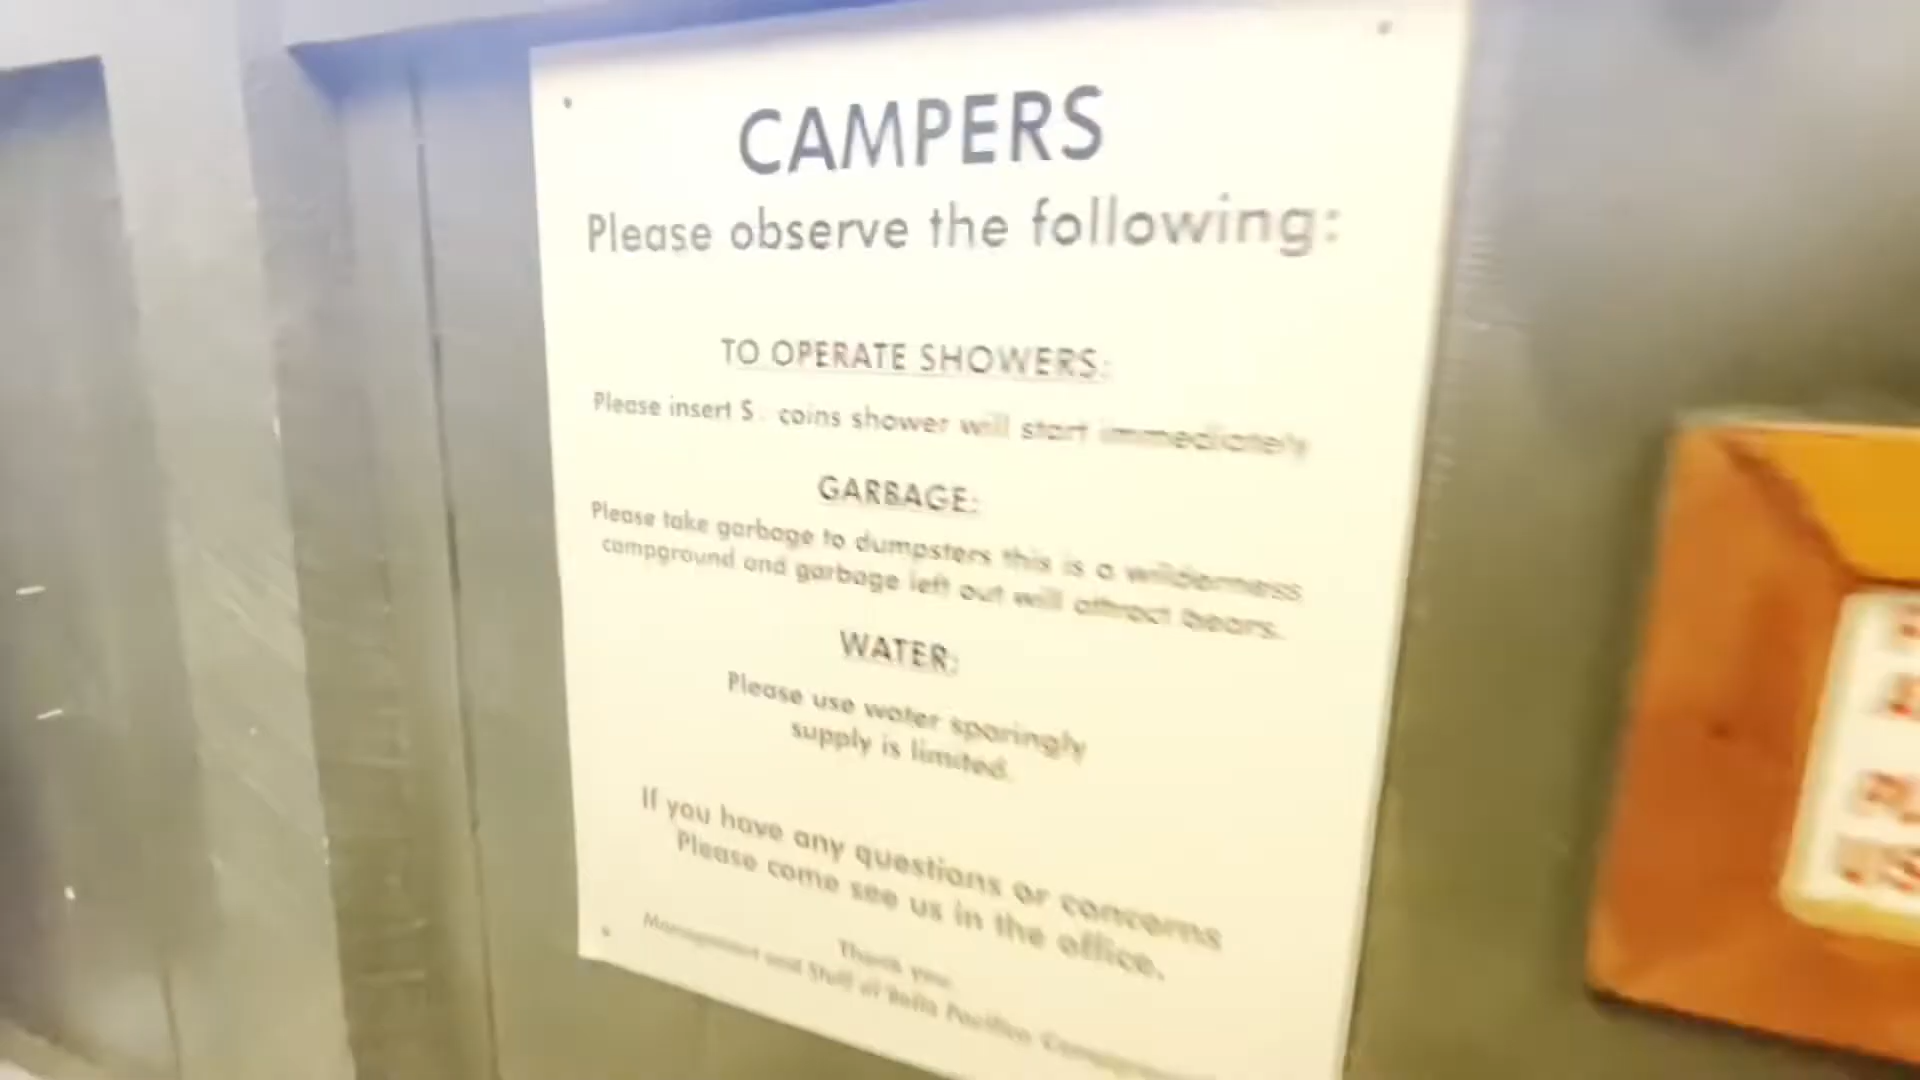 CAMPERS
Please observe the following:
TO OPERATE SHOWERS:
Please insert $. coins shower will start immediately
GARBAGE:
Please take garbage to dumpsters this is a wilderness
campground and garbage left out will attract bears.
WATER:
Please use water sparingly
supply is limited.
If you have any questions or concerns
Please come see us in the office.
Thank you
Management and Staff at Bella Pacifica